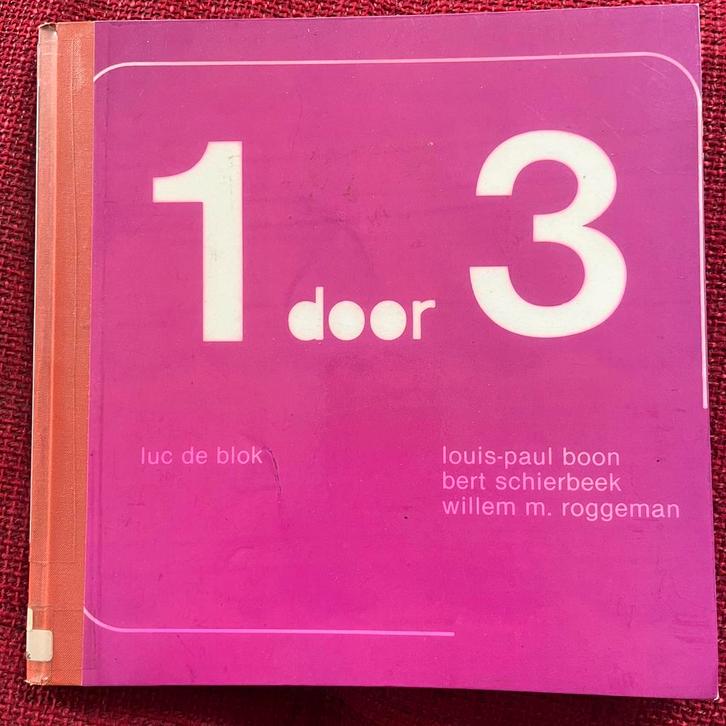 1 door 3
luc de blok
louis-paul boon
bert schierbeek
willem m. roggeman